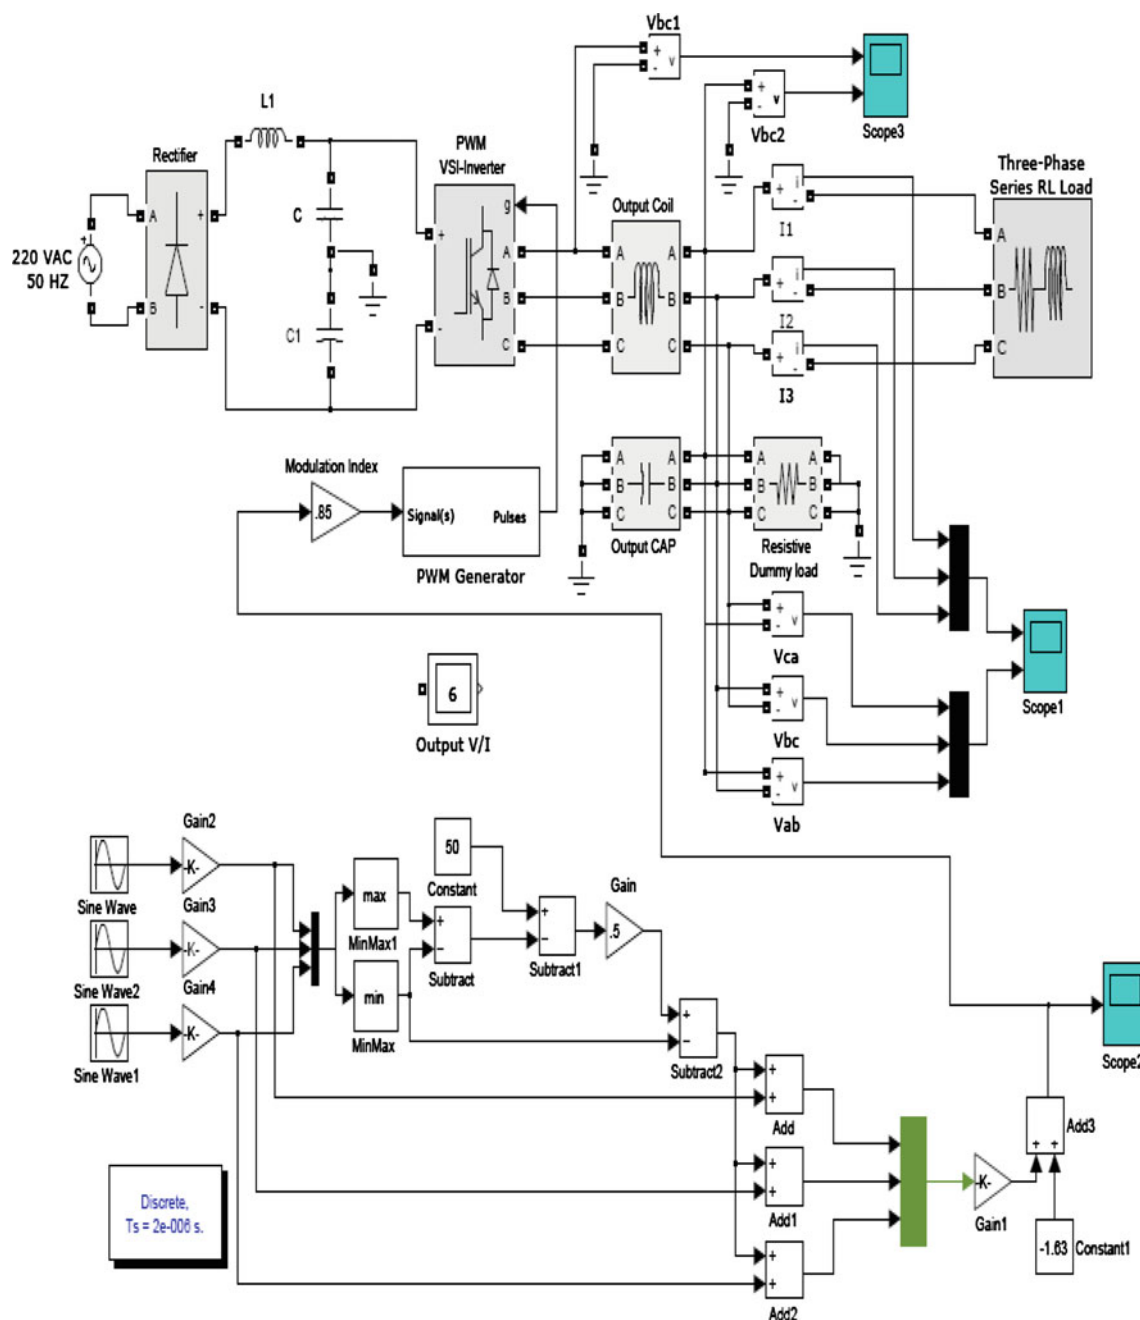 Vbc1
+
-
v
Vbc2
+
-
v
Scope3
L1
Rectifier
A
+
B
-
220 VAC
50 HZ
C
C1
PWM
VSI-Inverter
g
+
A
B
-
C
Output Coil
A A
B B
C C
i
-
I1
i
-
I2
i
-
I3
Three-Phase
Series RL Load
A
B
C
Modulation Index
.85
Signal(s) Pulses
PWM Generator
A A
B B
C C
Output CAP
A A
B B
C C
Resistive
Dummy load
+
-
v
Vca
+
-
v
Vbc
+
-
v
Vab
Scope1
6
Output V/I
Gain2
-K-
Sine Wave
Gain3
-K-
Sine Wave2
Gain4
-K-
Sine Wave1
max
MinMax1
min
MinMax
50
Constant
+
−
Subtract
+
−
Subtract1
Gain
.5
+
−
Subtract2
+
+
Add
+
+
Add1
+
+
Add2
-K-
Gain1
+ +
Add3
-1.63
Constant1
Scope2
Discrete,
Ts = 2e-006 s.